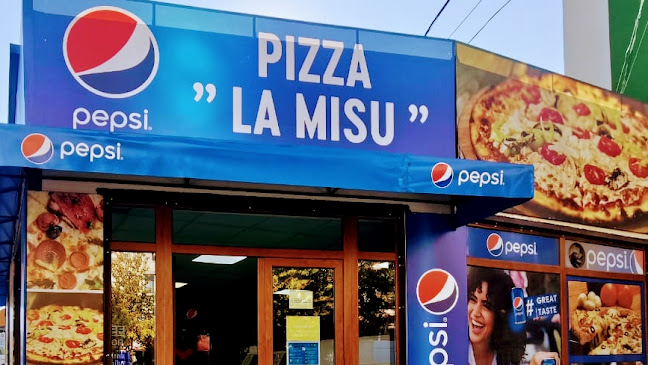 pepsi.
PIZZA
” LA MISU ”
pepsi.
pepsi.
pepsi
pepsi
pepsi.
#GREAT
TASTE